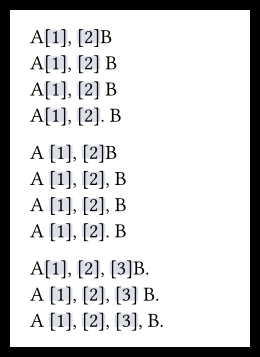 A[1], [2]B
A[1], [2] B
A[1], [2] B
A[1], [2]. B
A [1], [2]B
A [1], [2], B
A [1], [2], B
A [1], [2]. B
A[1], [2], [3]B.
A [1], [2], [3] B.
A [1], [2], [3], B.